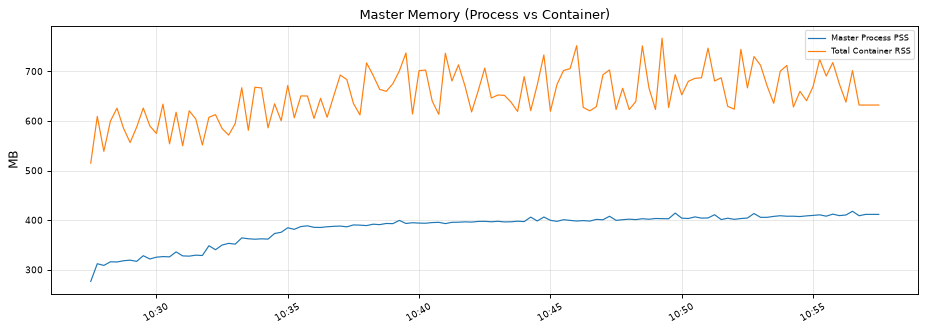 Master Memory (Process vs Container)
Master Process PSS
Total Container RSS
MB
700
600
500
400
300
10:30
10:35
10:40
10:45
10:50
10:55